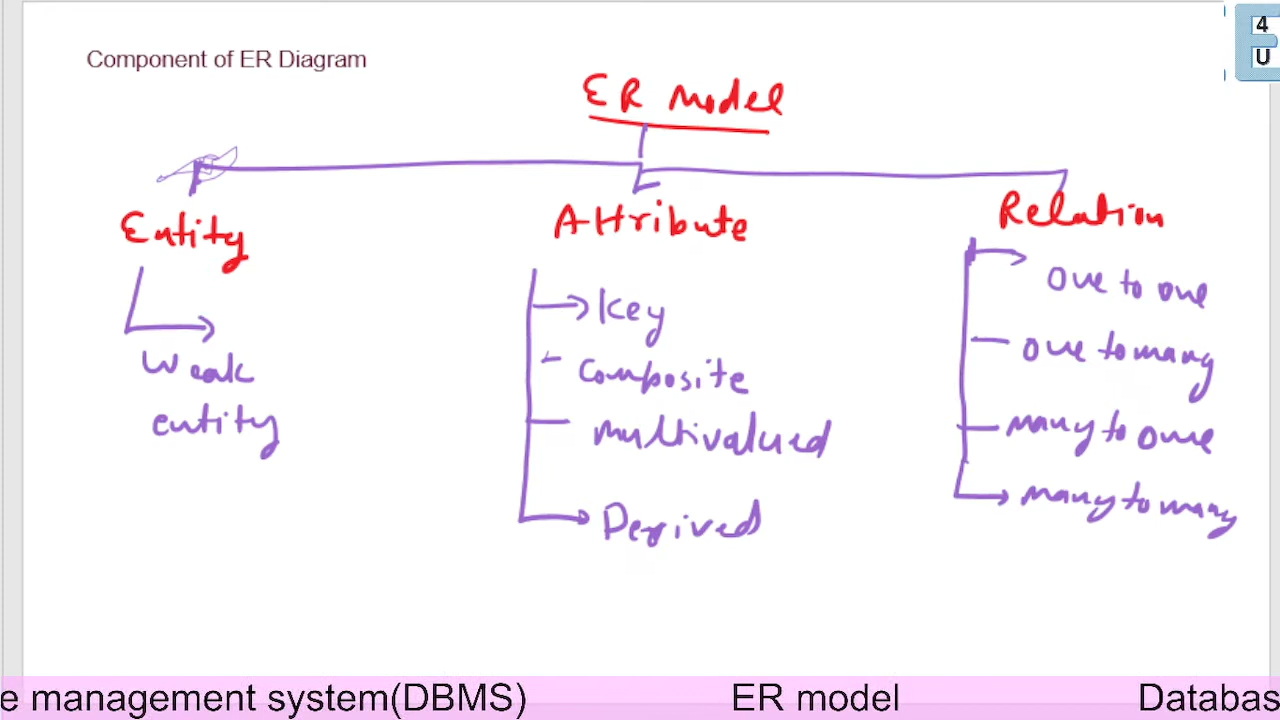 4
U
Component of ER Diagram
ER Model
Entity
Attribute
Relation
Weak
entity
Key
Composite
multivalued
Derived
one to one
one to many
many to one
many to many
e management system(DBMS)
ER model
Databas